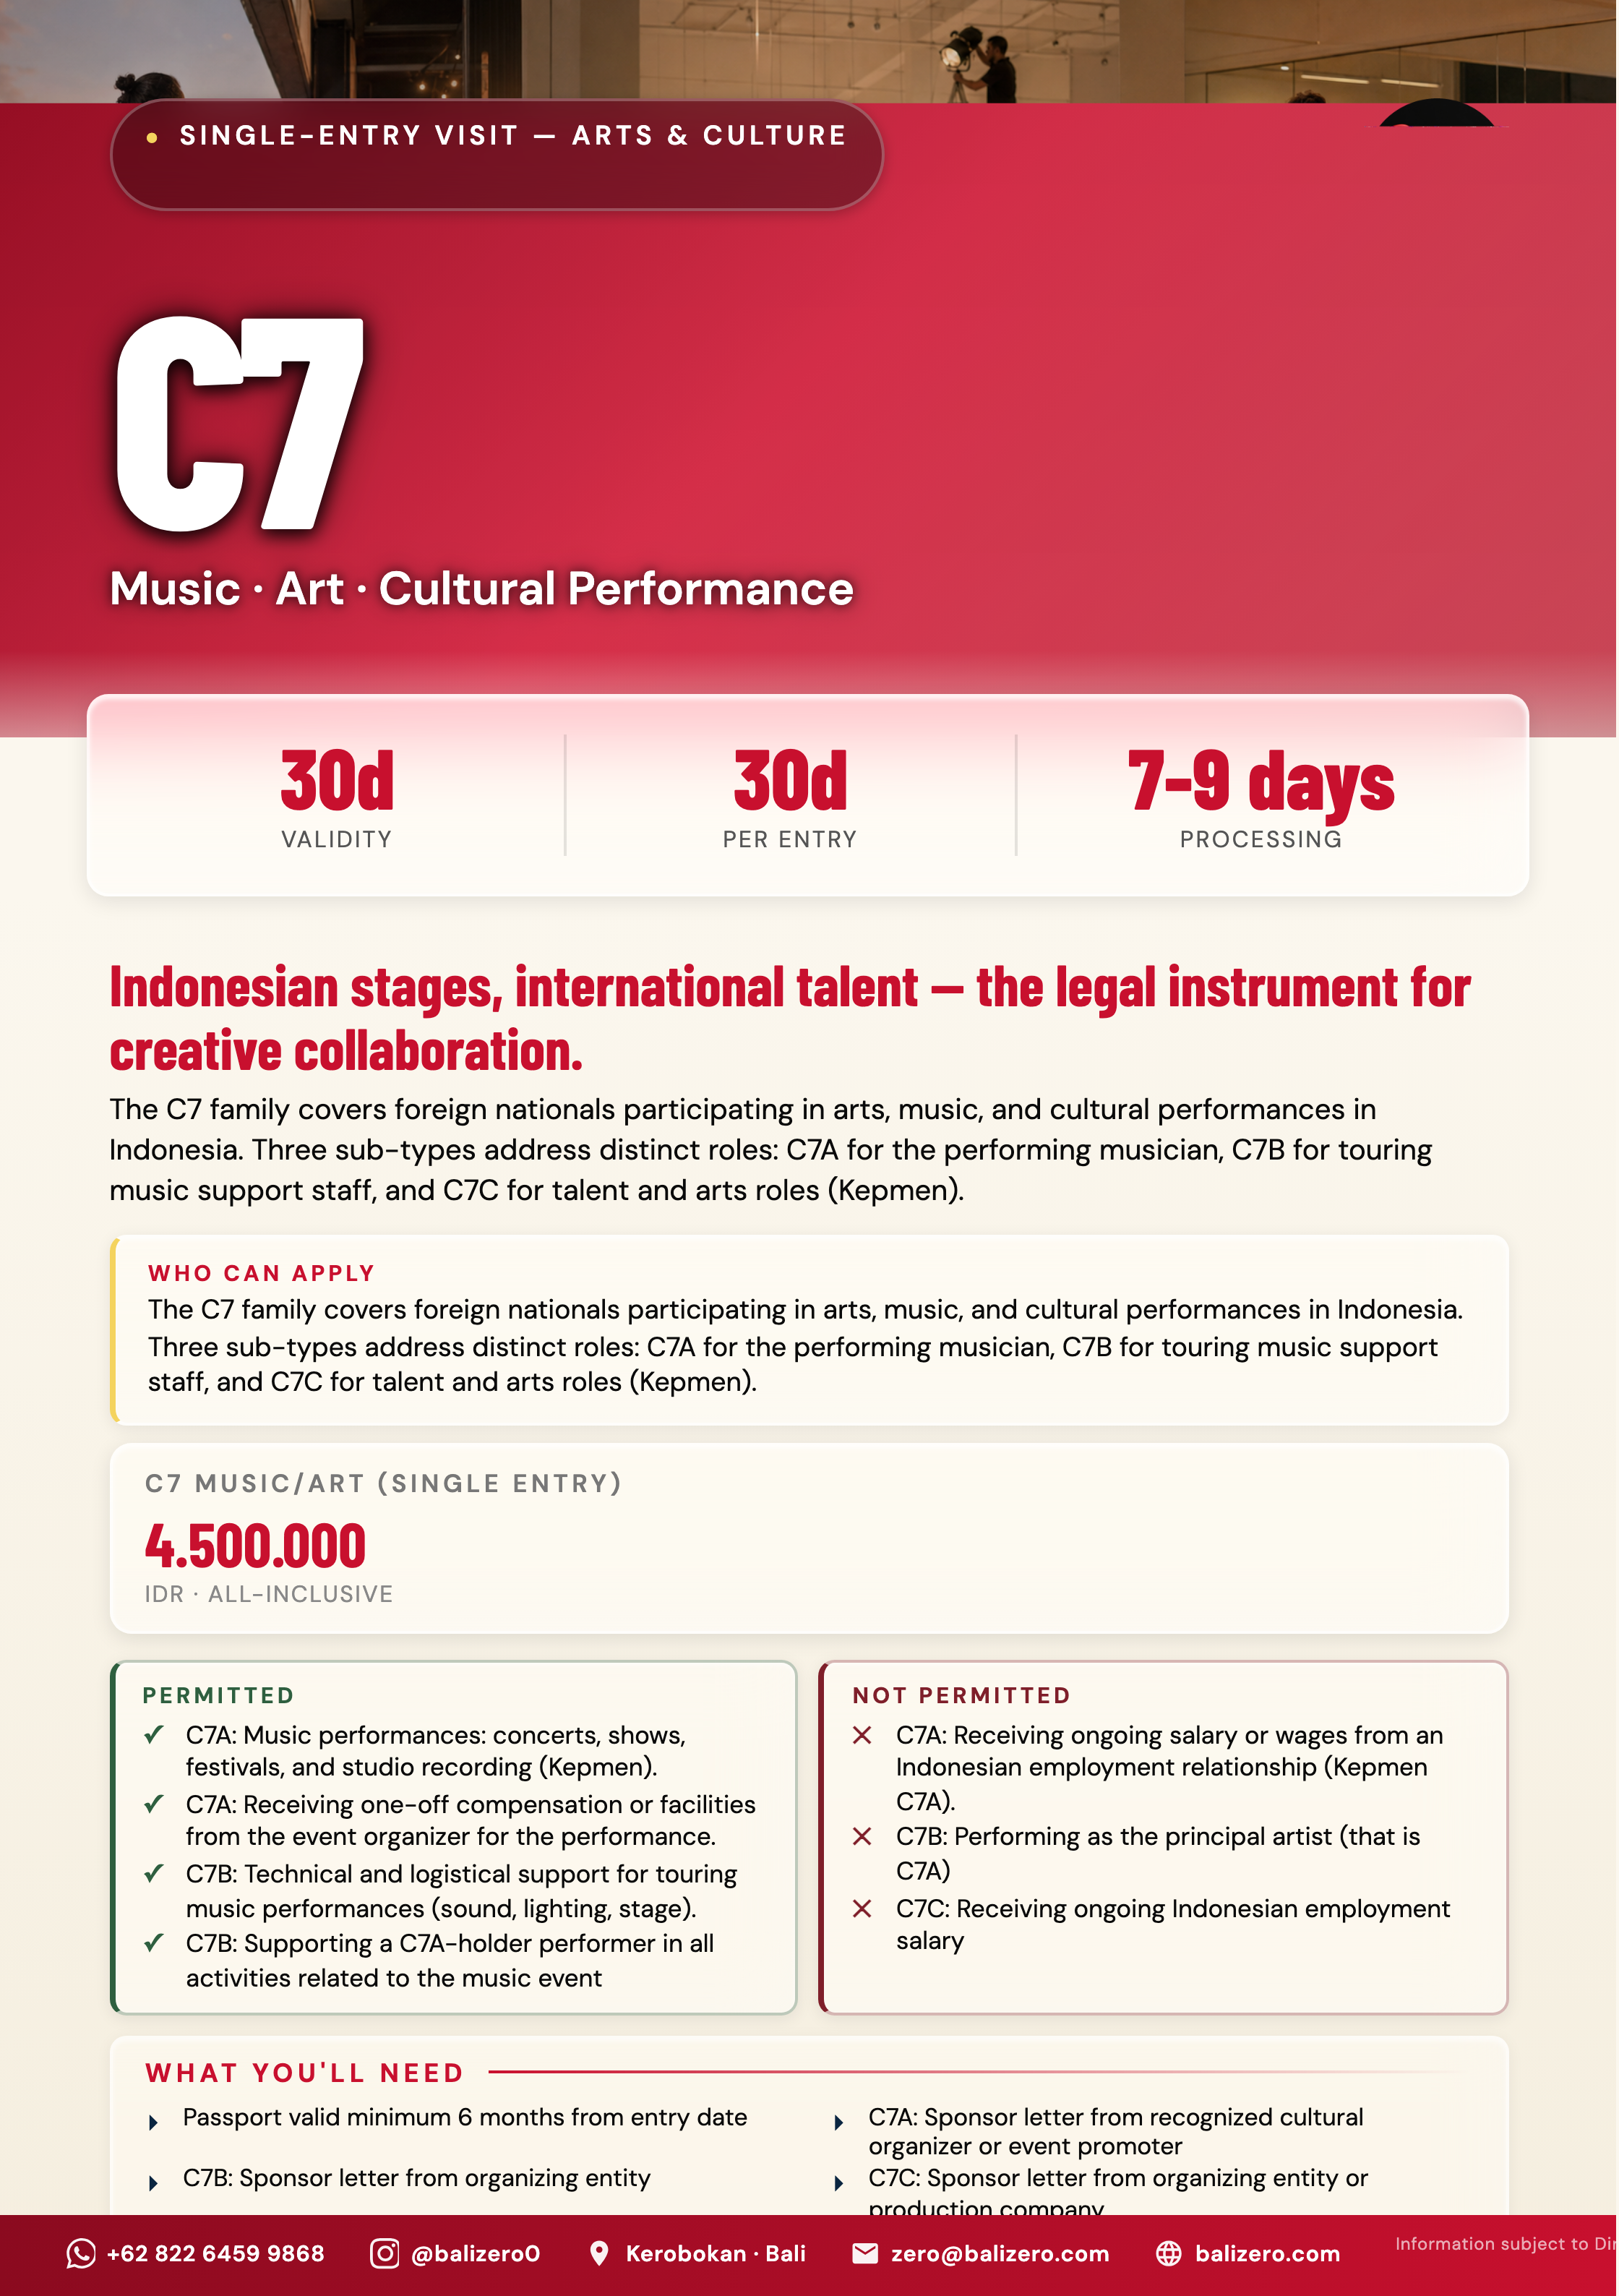 SINGLE-ENTRY VISIT — ARTS & CULTURE
C7
Music · Art · Cultural Performance
30d
VALIDITY
30d
PER ENTRY
7-9 days
PROCESSING
Indonesian stages, international talent — the legal instrument for
creative collaboration.
The C7 family covers foreign nationals participating in arts, music, and cultural performances in
Indonesia. Three sub-types address distinct roles: C7A for the performing musician, C7B for touring
music support staff, and C7C for talent and arts roles (Kepmen).
WHO CAN APPLY
The C7 family covers foreign nationals participating in arts, music, and cultural performances in Indonesia.
Three sub-types address distinct roles: C7A for the performing musician, C7B for touring music support
staff, and C7C for talent and arts roles (Kepmen).
C7 MUSIC/ART (SINGLE ENTRY)
4.500.000
IDR · ALL-INCLUSIVE
PERMITTED
✓ C7A: Music performances: concerts, shows,
festivals, and studio recording (Kepmen).
✓ C7A: Receiving one-off compensation or facilities
from the event organizer for the performance.
✓ C7B: Technical and logistical support for touring
music performances (sound, lighting, stage).
✓ C7B: Supporting a C7A-holder performer in all
activities related to the music event
NOT PERMITTED
✕ C7A: Receiving ongoing salary or wages from an
Indonesian employment relationship (Kepmen
C7A).
✕ C7B: Performing as the principal artist (that is
C7A)
✕ C7C: Receiving ongoing Indonesian employment
salary
WHAT YOU'LL NEED
Passport valid minimum 6 months from entry date
C7A: Sponsor letter from recognized cultural
organizer or event promoter
C7B: Sponsor letter from organizing entity
C7C: Sponsor letter from organizing entity or
production company
+62 822 6459 9868
@balizero0
Kerobokan · Bali
zero@balizero.com
balizero.com
Information subject to